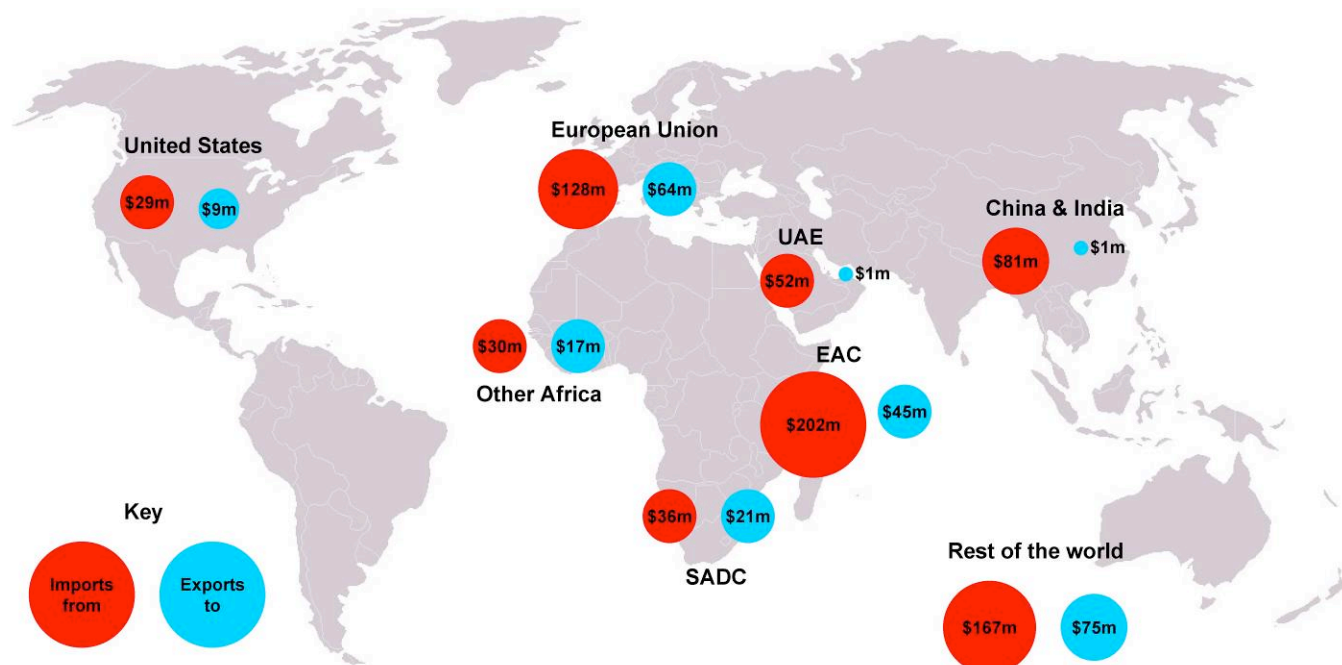 United States
$29m
$9m
European Union
$128m
$64m
UAE
$52m
$1m
China & India
$81m
$1m
$30m
$17m
Other Africa
EAC
$202m
$45m
$36m
$21m
SADC
Key
Imports
from
Exports
to
Rest of the world
$167m
$75m